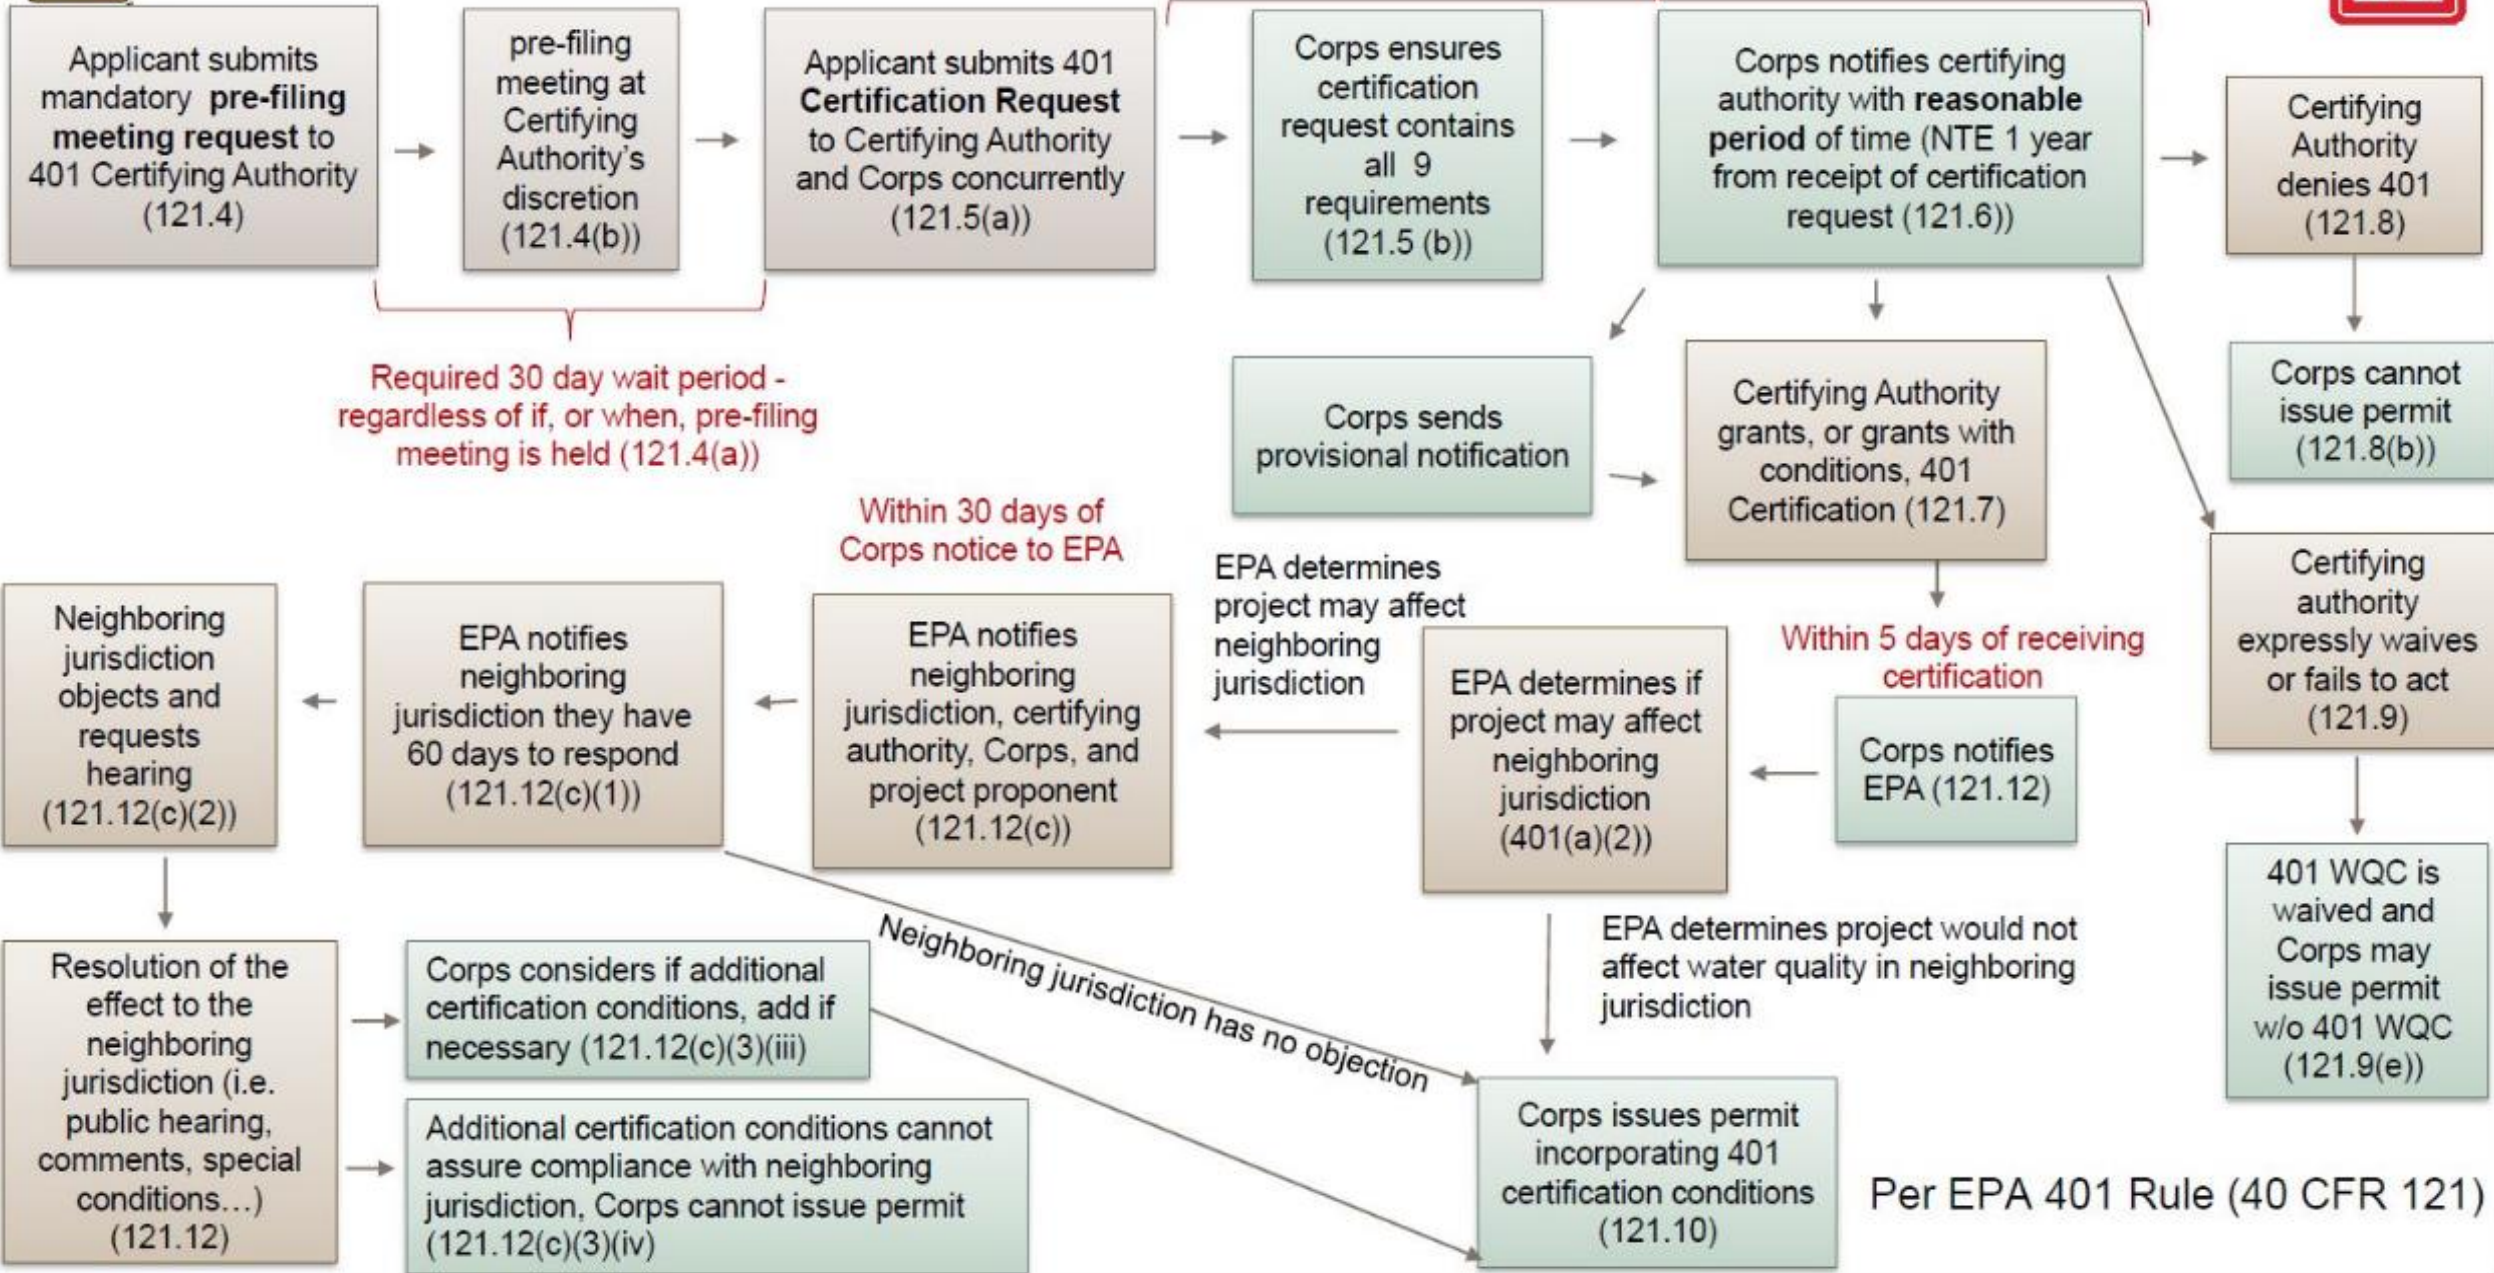 Applicant submits
mandatory pre-filing
meeting request to
401 Certifying Authority
(121.4)
pre-filing
meeting at
Certifying
Authority's
discretion
(121.4(b))
Applicant submits 401
Certification Request
to Certifying Authority
and Corps concurrently
(121.5(a))
Corps ensures
certification
request contains
all 9
requirements
(121.5 (b))
Corps notifies certifying
authority with reasonable
period of time (NTE 1 year
from receipt of certification
request (121.6))
Certifying
Authority
denies 401
(121.8)
Required 30 day wait period -
regardless of if, or when, pre-filing
meeting is held (121.4(a))
Corps sends
provisional notification
Certifying Authority
grants, or grants with
conditions, 401
Certification (121.7)
Corps cannot
issue permit
(121.8(b))
Certifying
authority
expressly waives
or fails to act
(121.9)
401 WQC is
waived and
Corps may
issue permit
w/o 401 WQC
(121.9(e))
Within 5 days of receiving
certification
Corps notifies
EPA (121.12)
EPA determines if
project may affect
neighboring
jurisdiction
(401(a)(2))
EPA determines
project may affect
neighboring
jurisdiction
Within 30 days of
Corps notice to EPA
EPA notifies
neighboring
jurisdiction, certifying
authority, Corps, and
project proponent
(121.12(c))
EPA notifies
neighboring
jurisdiction they have
60 days to respond
(121.12(c)(1))
Neighboring
jurisdiction
objects and
requests
hearing
(121.12(c)(2))
Resolution of the
effect to the
neighboring
jurisdiction (i.e.
public hearing,
comments, special
conditions...)
(121.12)
Corps considers if additional
certification conditions, add if
necessary (121.12(c)(3)(iii)
Additional certification conditions cannot
assure compliance with neighboring
jurisdiction, Corps cannot issue permit
(121.12(c)(3)(iv)
Neighboring jurisdiction has no objection
EPA determines project would not
affect water quality in neighboring
jurisdiction
Corps issues permit
incorporating 401
certification conditions
(121.10)
Per EPA 401 Rule (40 CFR 121)